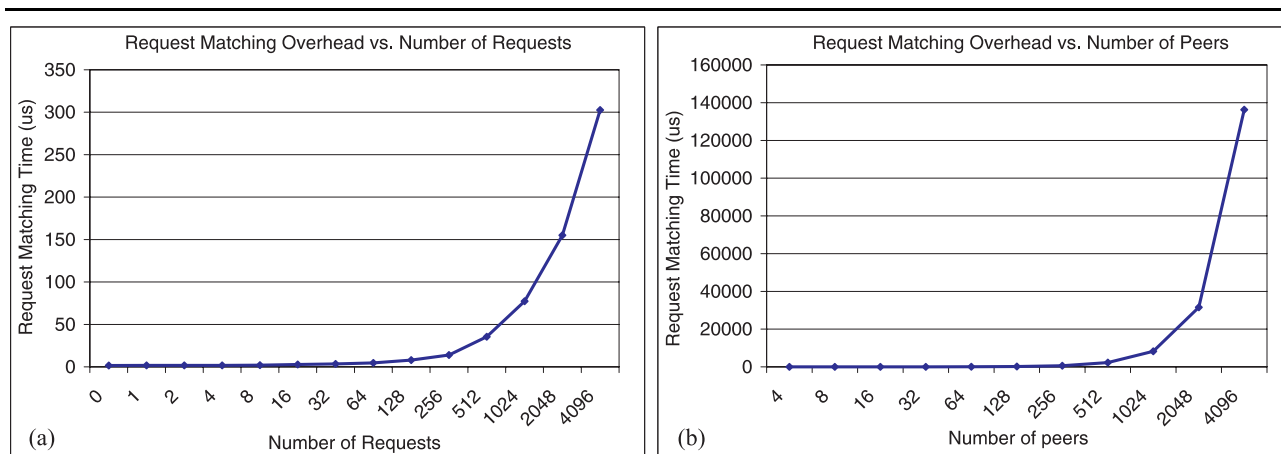 Request Matching Overhead vs. Number of Requests
Request Matching Time (us)
350
300
250
200
150
100
50
0
0 1 2 4 8 16 32 64 128 256 512 1024 2048 4096
Number of Requests
(a)
Request Matching Overhead vs. Number of Peers
Request Matching Time (us)
160000
140000
120000
100000
80000
60000
40000
20000
0
4 8 16 32 64 128 256 512 1024 2048 4096
Number of peers
(b)